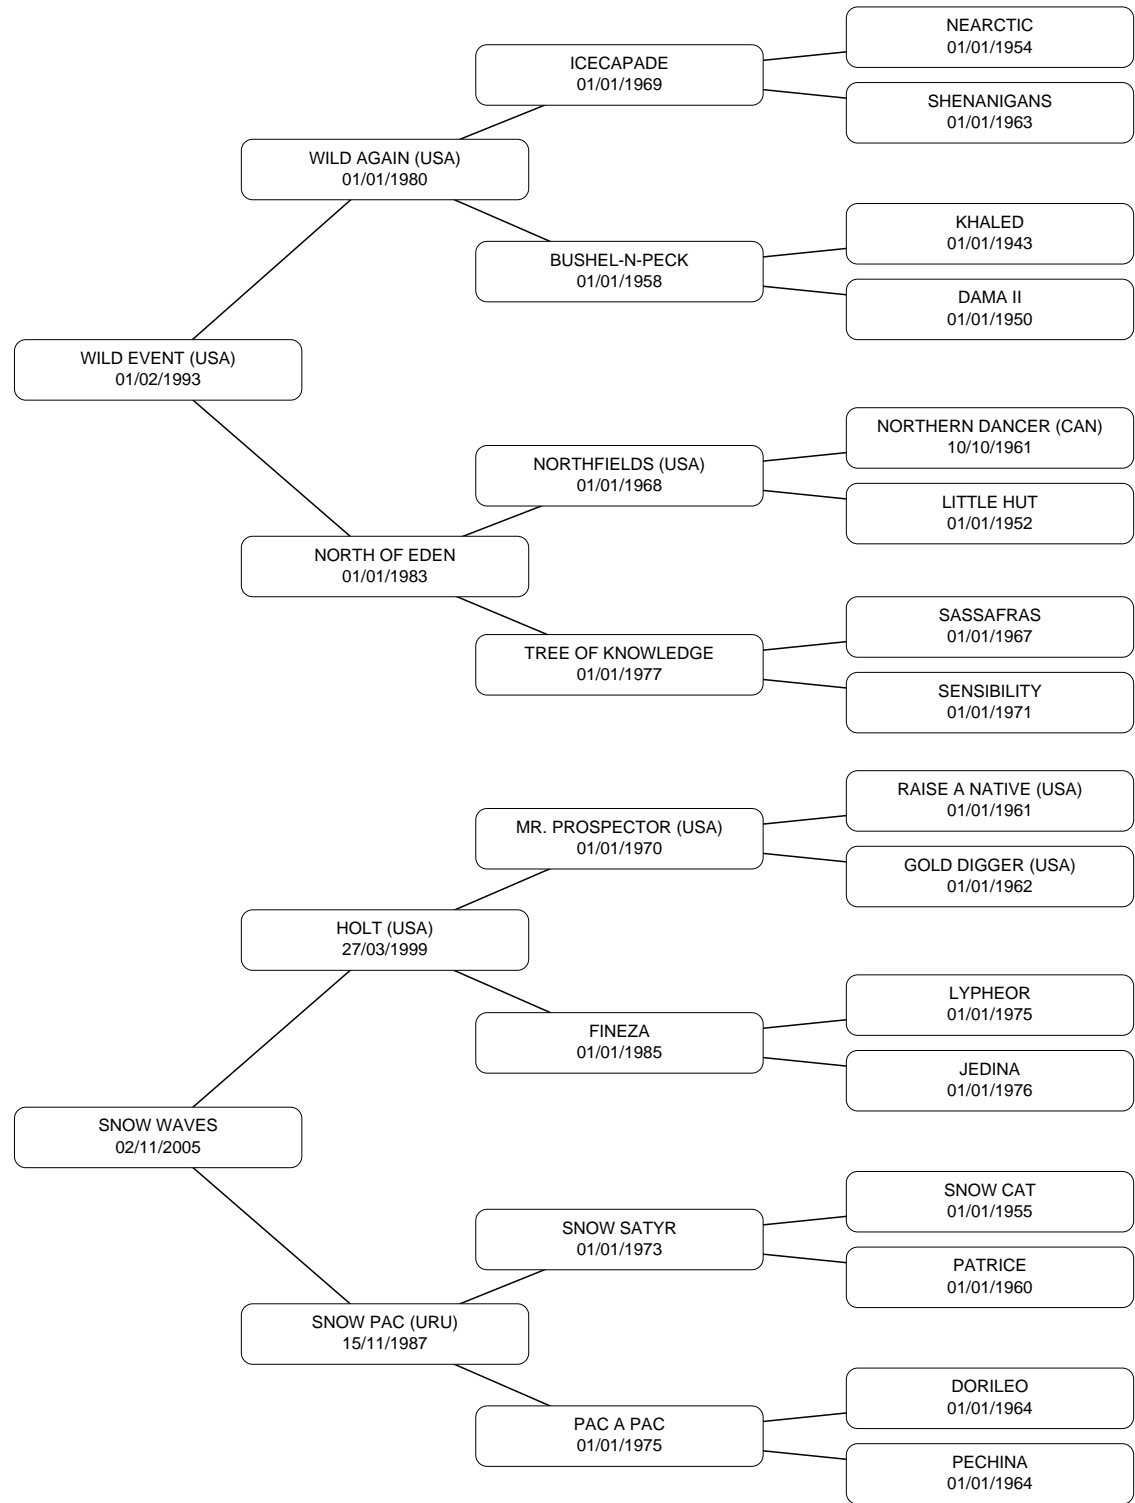 NEARCTIC
01/01/1954
ICECAPADE
01/01/1969
SHENANIGANS
01/01/1963
WILD AGAIN (USA)
01/01/1980
KHALED
01/01/1943
BUSHEL-N-PECK
01/01/1958
DAMA II
01/01/1950
WILD EVENT (USA)
01/02/1993
NORTHERN DANCER (CAN)
10/10/1961
NORTHFIELDS (USA)
01/01/1968
LITTLE HUT
01/01/1952
NORTH OF EDEN
01/01/1983
SASSAFRAS
01/01/1967
TREE OF KNOWLEDGE
01/01/1977
SENSIBILITY
01/01/1971
RAISE A NATIVE (USA)
01/01/1961
MR. PROSPECTOR (USA)
01/01/1970
GOLD DIGGER (USA)
01/01/1962
HOLT (USA)
27/03/1999
LYPHEOR
01/01/1975
FINEZA
01/01/1985
JEDINA
01/01/1976
SNOW WAVES
02/11/2005
SNOW CAT
01/01/1955
SNOW SATYR
01/01/1973
PATRICE
01/01/1960
SNOW PAC (URU)
15/11/1987
DORILEO
01/01/1964
PAC A PAC
01/01/1975
PECHINA
01/01/1964